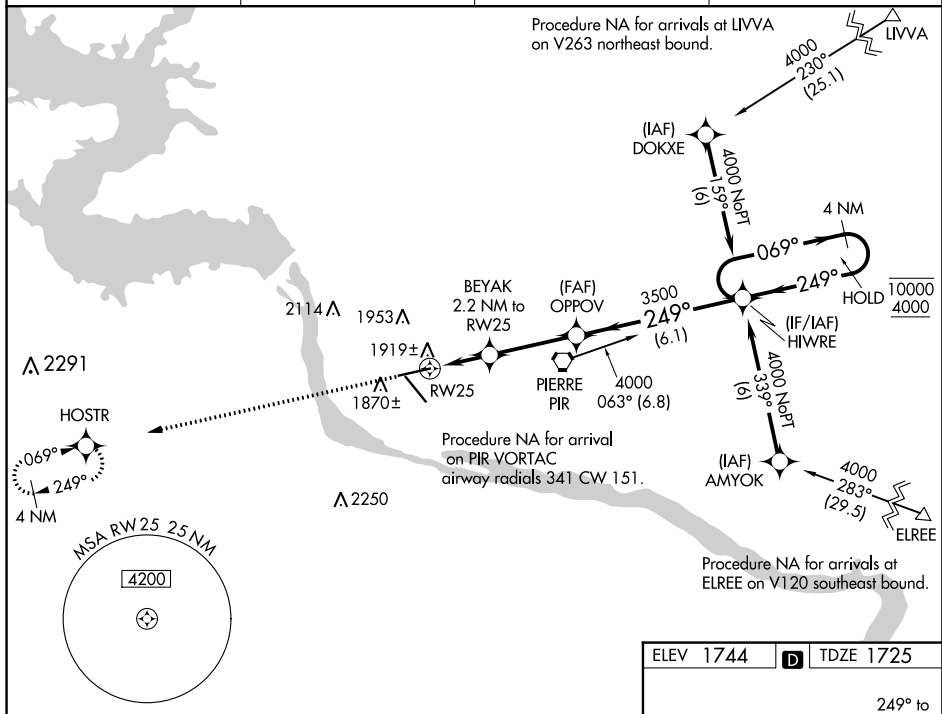 Procedure NA for arrivals at LIVVA
on V263 northeast bound.
LIVVA
4000
230°
(25.1)
(IAF)
DOKXE
4000 NoPT
159°
(6)
4 NM
069°
249°
HOLD
10000
4000
(IF/IAF)
HIWRE
BEYAK
2.2 NM to
RW25
(FAF)
OPPOV
3500
249°
(6.1)
2114
1953
1919±
2291
1870±
RW25
PIERRE
PIR
4000
063° (6.8)
4000 NoPT
339°
(6)
HOSTR
069°
249°
4 NM
Procedure NA for arrival
on PIR VORTAC
airway radials 341 CW 151.
(IAF)
AMYOK
4000
283°
(29.5)
ELREE
2250
MSA RW25 25 NM
4200
Procedure NA for arrivals at
ELREE on V120 southeast bound.
ELEV 1744 D TDZE 1725
249° to